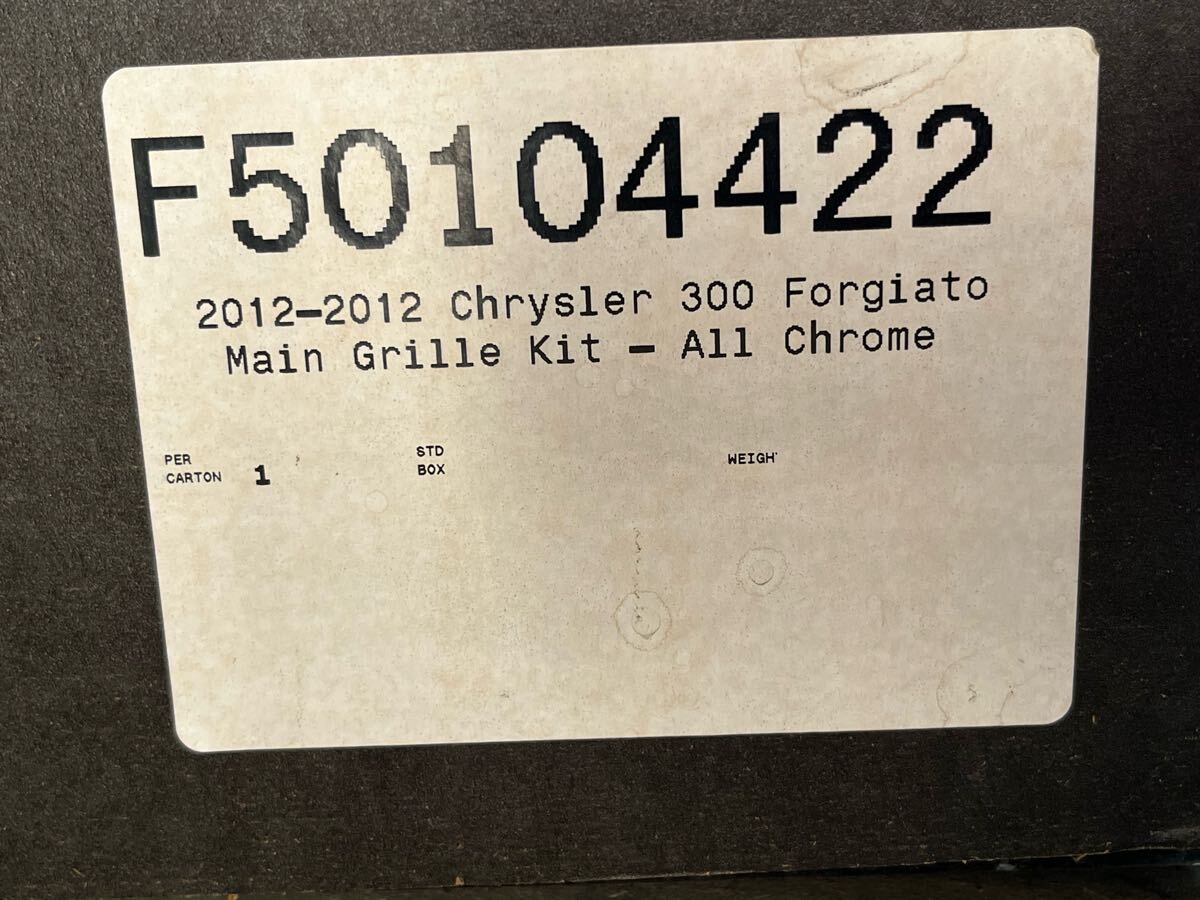 F50104422
2012-2012 Chrysler 300 Forgiato
Main Grille Kit - All Chrome
PER
CARTON 1
STD
BOX
WEIGH